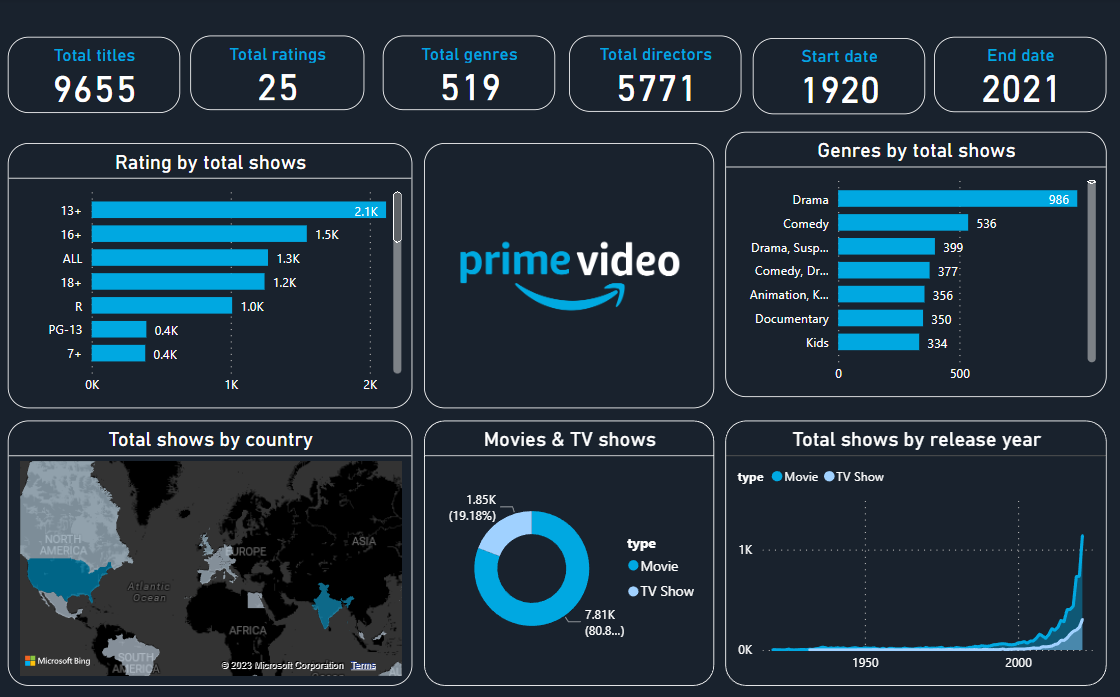 Total titles
9655
Total ratings
25
Total genres
519
Total directors
5771
Start date
1920
End date
2021
Rating by total shows
13+ 2.1K
16+ 1.5K
ALL 1.3K
18+ 1.2K
R 1.0K
PG-13 0.4K
7+ 0.4K
0K 1K 2K
prime video
Genres by total shows
Drama 986
Comedy 536
Drama, Susp... 399
Comedy, Dr... 377
Animation, K... 356
Documentary 350
Kids 334
0 500
Total shows by country
NORTH
AMERICA
EUROPE
ASIA
Atlantic
Ocean
AFRICA
SOUTH
AMERICA
Microsoft Bing
© 2023 Microsoft Corporation Terms
Movies & TV shows
1.85K
(19.18%)
type
Movie
TV Show
7.81K
(80.8...)
Total shows by release year
type Movie TV Show
1K
0K
1950 2000